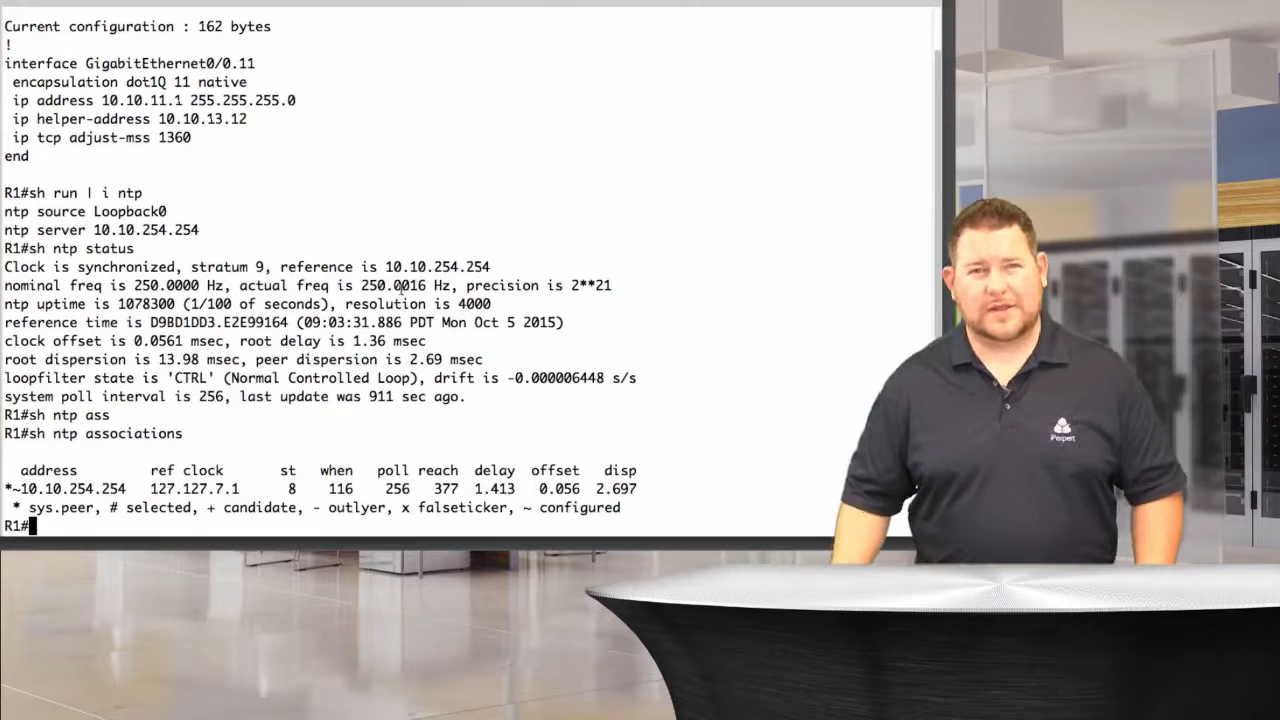 Current configuration : 162 bytes
!
interface GigabitEthernet0/0.11
encapsulation dot1Q 11 native
ip address 10.10.11.1 255.255.255.0
ip helper-address 10.10.13.12
ip tcp adjust-mss 1360
end
R1#sh run | i ntp
ntp source Loopback0
ntp server 10.10.254.254
R1#sh ntp status
Clock is synchronized, stratum 9, reference is 10.10.254.254
nominal freq is 250.0000 Hz, actual freq is 250.0016 Hz, precision is 2**21
ntp uptime is 1078300 (1/100 of seconds), resolution is 4000
reference time is D9BD1DD3.E2E99164 (09:03:31.886 PDT Mon Oct 5 2015)
clock offset is 0.0561 msec, root delay is 1.36 msec
root dispersion is 13.98 msec, peer dispersion is 2.69 msec
loopfilter state is 'CTRL' (Normal Controlled Loop), drift is -0.000006448 s/s
system poll interval is 256, last update was 911 sec ago.
R1#sh ntp ass
R1#sh ntp associations
address ref clock st when poll reach delay offset disp
*~10.10.254.254 127.127.7.1 8 116 256 377 1.413 0.056 2.697
* sys.peer, # selected, + candidate, - outlyer, x falseticker, ~ configured
R1#
iPexpert